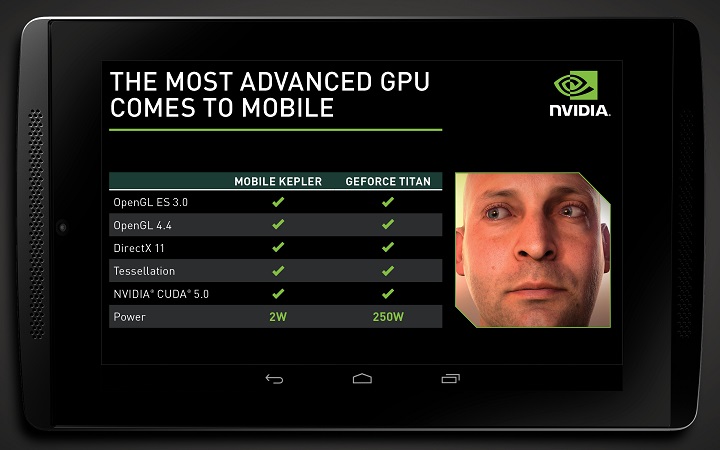 THE MOST ADVANCED GPU
COMES TO MOBILE
NVIDIA.
MOBILE KEPLER GEFORCE TITAN
OpenGL ES 3.0 ✔ ✔
OpenGL 4.4 ✔ ✔
DirectX 11 ✔ ✔
Tessellation ✔ ✔
NVIDIA® CUDA® 5.0 ✔ ✔
Power 2W 250W